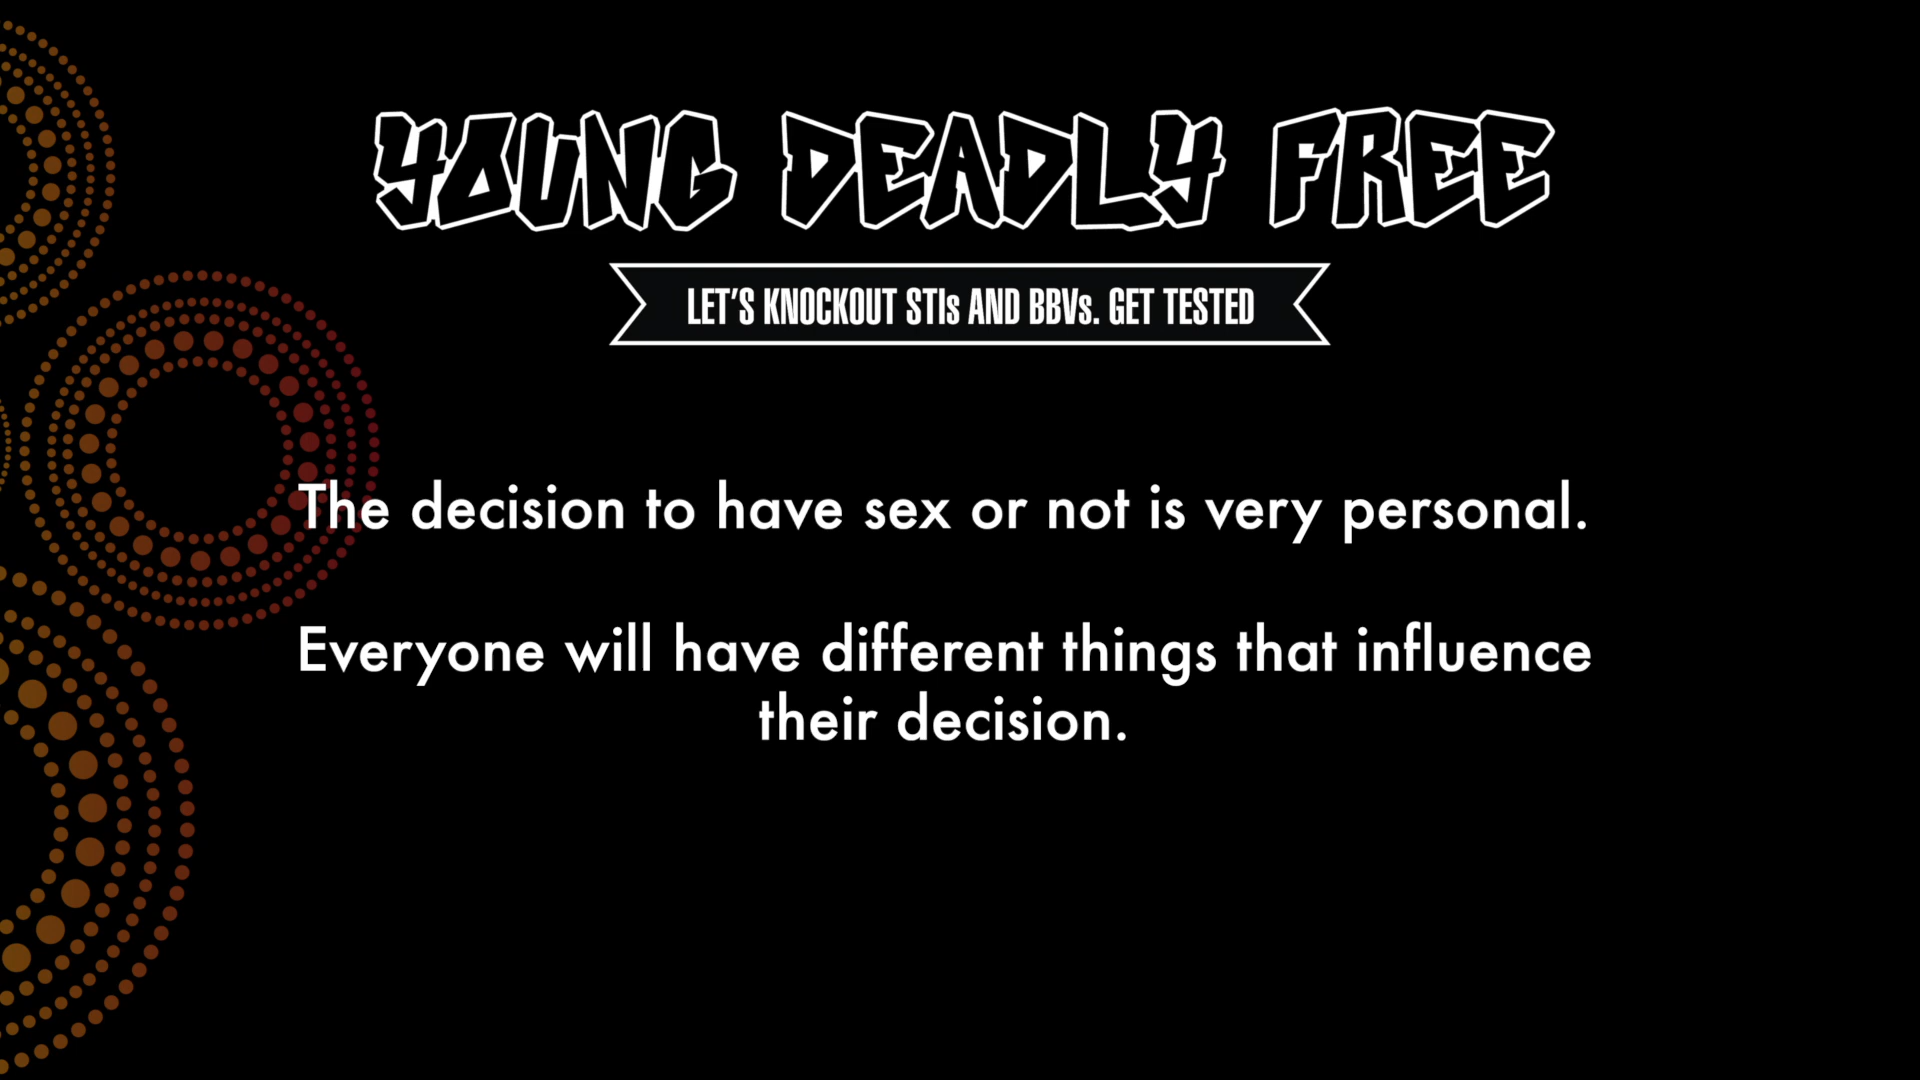 YOUNG DEADLY FREE
LET'S KNOCKOUT STIs AND BBVs. GET TESTED
The decision to have sex or not is very personal.
Everyone will have different things that influence
their decision.